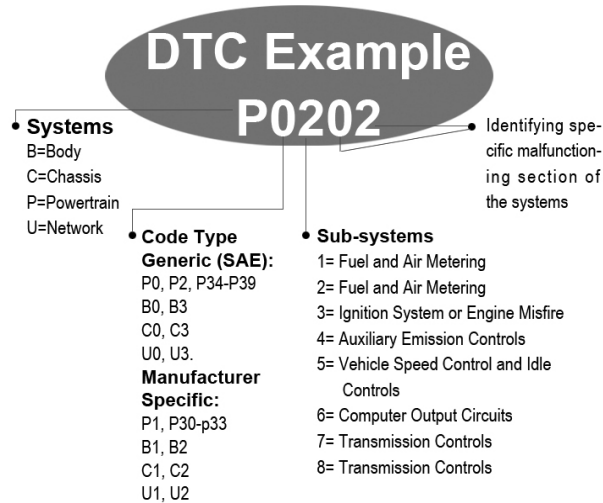 DTC Example
P0202
Systems
B=Body
C=Chassis
P=Powertrain
U=Network
Identifying spe-
cific malfunction-
ing section of
the systems
Code Type
Generic (SAE):
P0, P2, P34-P39
B0, B3
C0, C3
U0, U3.
Manufacturer
Specific:
P1, P30-p33
B1, B2
C1, C2
U1, U2
Sub-systems
1= Fuel and Air Metering
2= Fuel and Air Metering
3= Ignition System or Engine Misfire
4= Auxiliary Emission Controls
5= Vehicle Speed Control and Idle
Controls
6= Computer Output Circuits
7= Transmission Controls
8= Transmission Controls